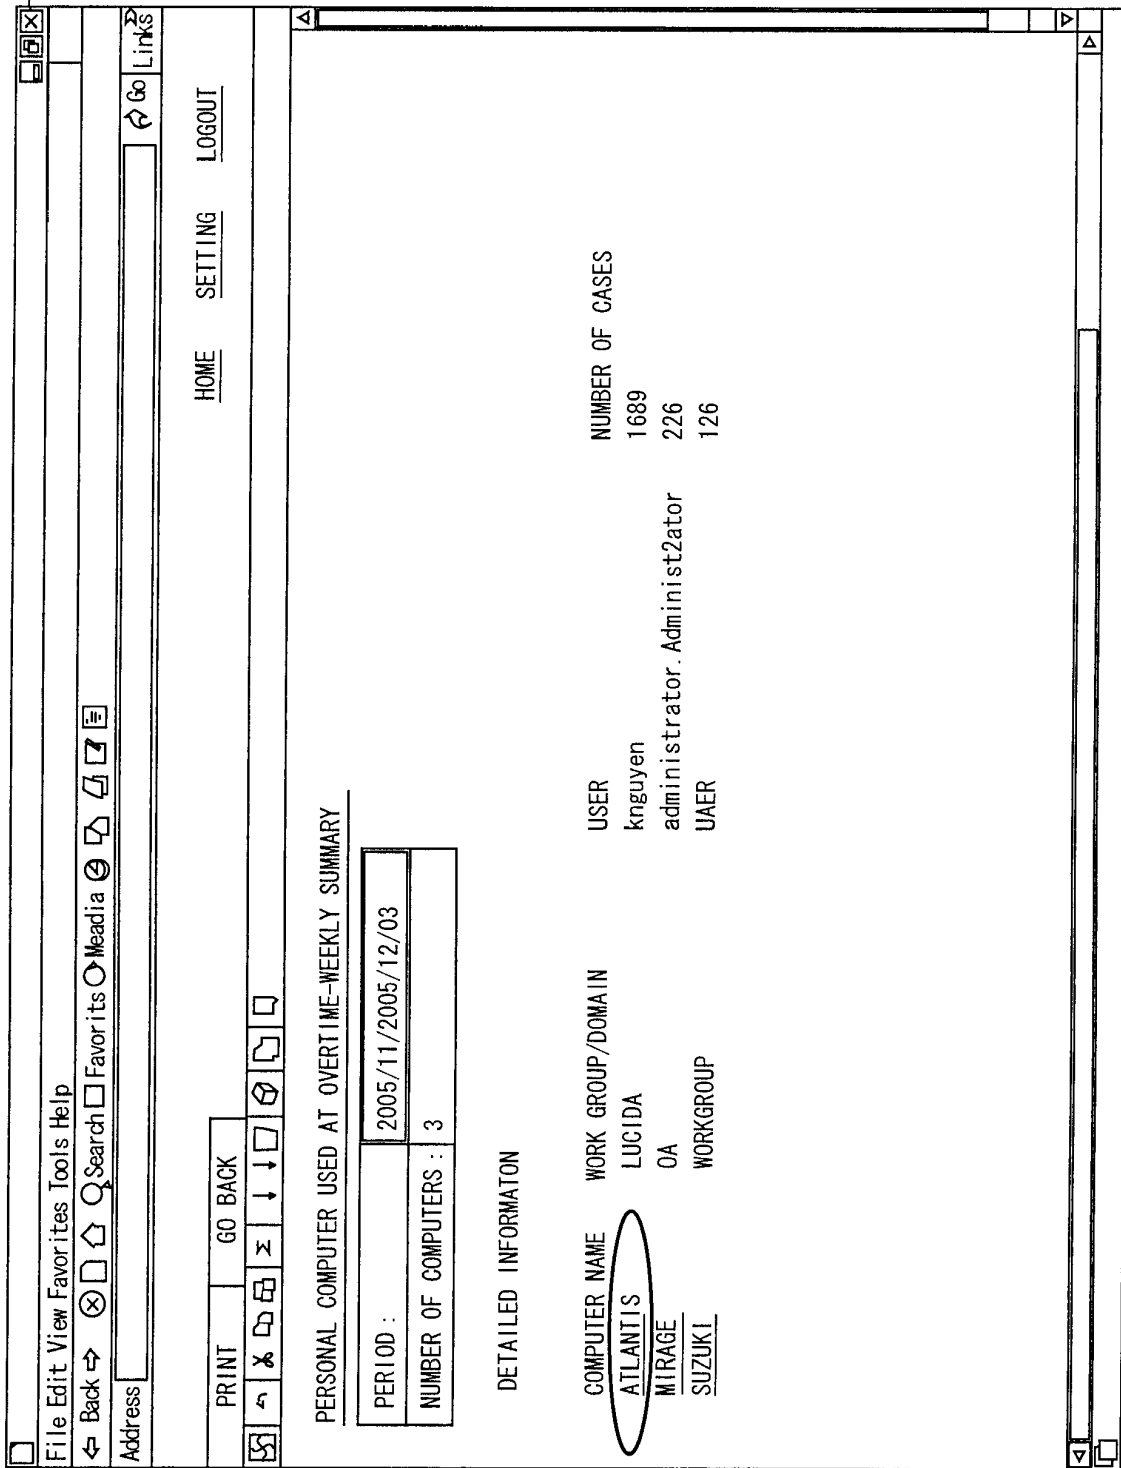 File Edit View Favorites Tools Help
Back Search Favorits Meadia
Address Go Links
HOME SETTING LOGOUT
PRINT GO BACK
PERSONAL COMPUTER USED AT OVERTIME-WEEKLY SUMMARY
PERIOD: 2005/11/2005/12/03
NUMBER OF COMPUTERS: 3
DETAILED INFORMATON
COMPUTER NAME WORK GROUP/DOMAIN USER NUMBER OF CASES
ATLANTIS LUCIDA knguyen 1689
MIRAGE OA administrator.Administ2ator 226
SUZUKI WORKGROUP UAER 126